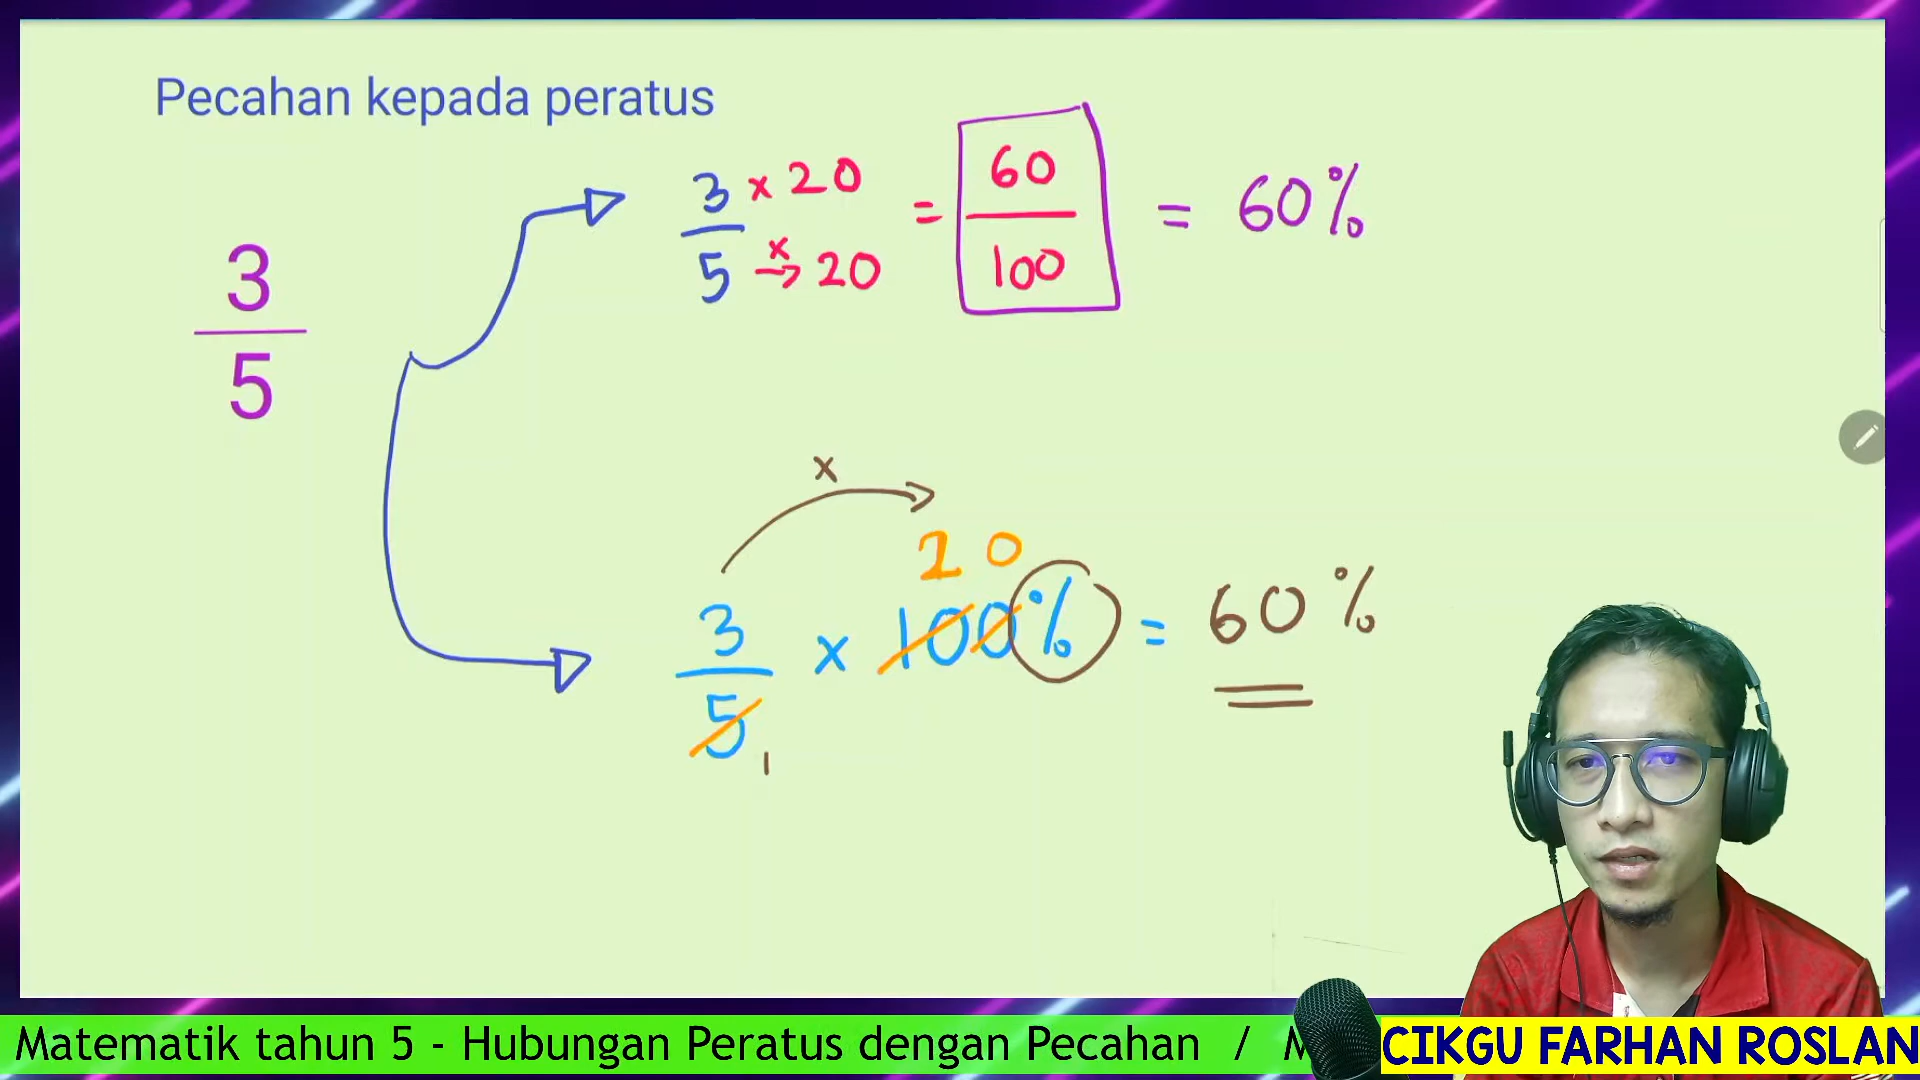 Pecahan kepada peratus
3/5
3 x 20 / 5 x → 20 = 60/100 = 60%
x
20
3/5 x 100% = 60%
1
Matematik tahun 5 - Hubungan Peratus dengan Pecahan / M
CIKGU FARHAN ROSLAN